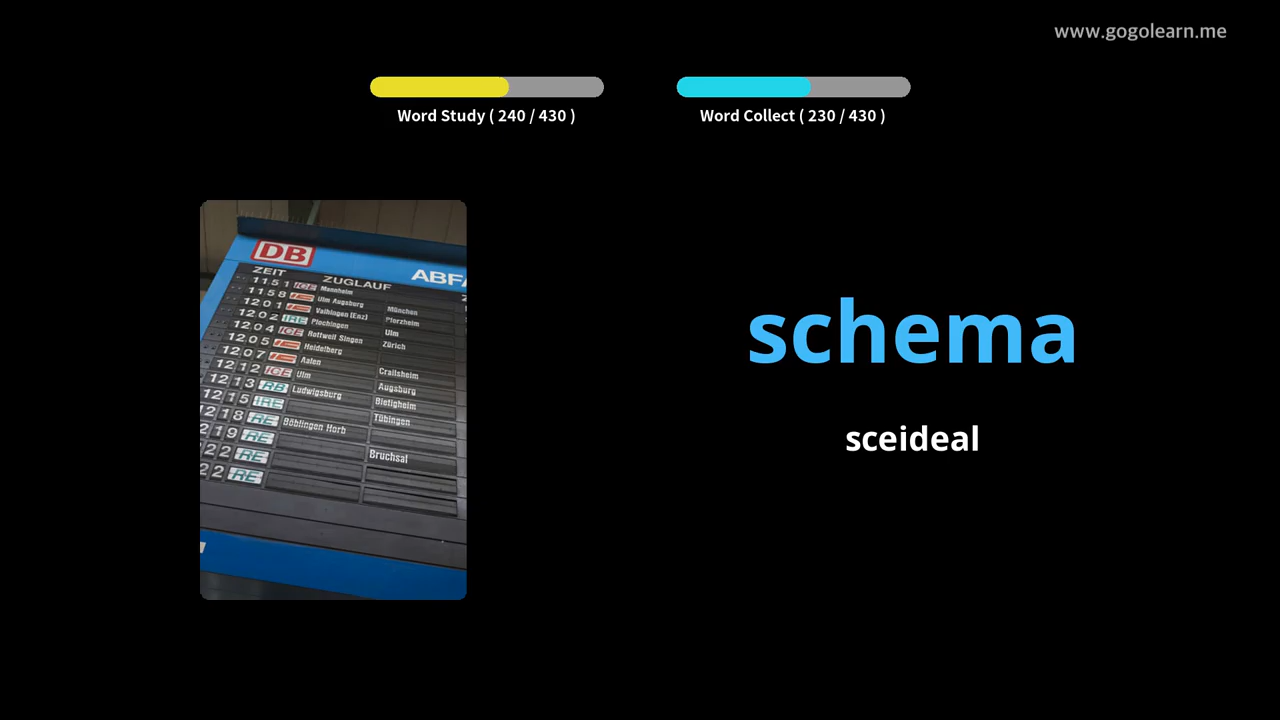 www.gogolearn.me
Word Study ( 240 / 430 )
Word Collect ( 230 / 430 )
DB
ZEIT ZUGLAUF ABFA
1151 ICE Mannheim
1158 Ulm Augsburg München
1201 Vaihingen (Enz) Pforzheim
1202 IRE Plochingen Ulm
1204 ICE Rottweil Singen Zürich
1205 Heidelberg
1207 Aalen Crailsheim
1212 ICE Ulm Augsburg
1213 RB Ludwigsburg Bietigheim
1215 IRE Tübingen
1218 RE Böblingen Horb
219 RE Bruchsal
22 RE
22 RE
schema
sceideal